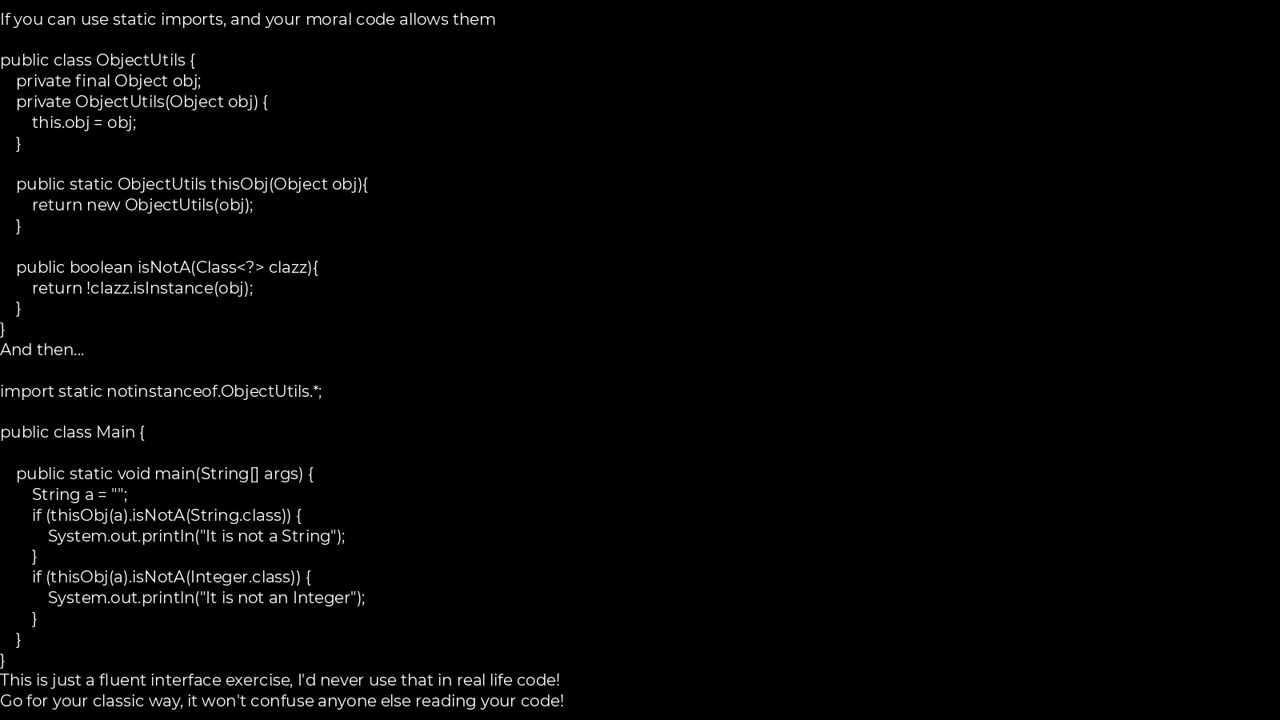 If you can use static imports, and your moral code allows them
public class ObjectUtils {
private final Object obj;
private ObjectUtils(Object obj) {
this.obj = obj;
}
public static ObjectUtils thisObj(Object obj){
return new ObjectUtils(obj);
}
public boolean isNotA(Class<?> clazz){
return !clazz.isInstance(obj);
}
}
And then...
import static notinstanceof.ObjectUtils.*;
public class Main {
public static void main(String[] args) {
String a = "";
if (thisObj(a).isNotA(String.class)) {
System.out.println("It is not a String");
}
if (thisObj(a).isNotA(Integer.class)) {
System.out.println("It is not an Integer");
}
}
}
This is just a fluent interface exercise, I'd never use that in real life code!
Go for your classic way, it won't confuse anyone else reading your code!